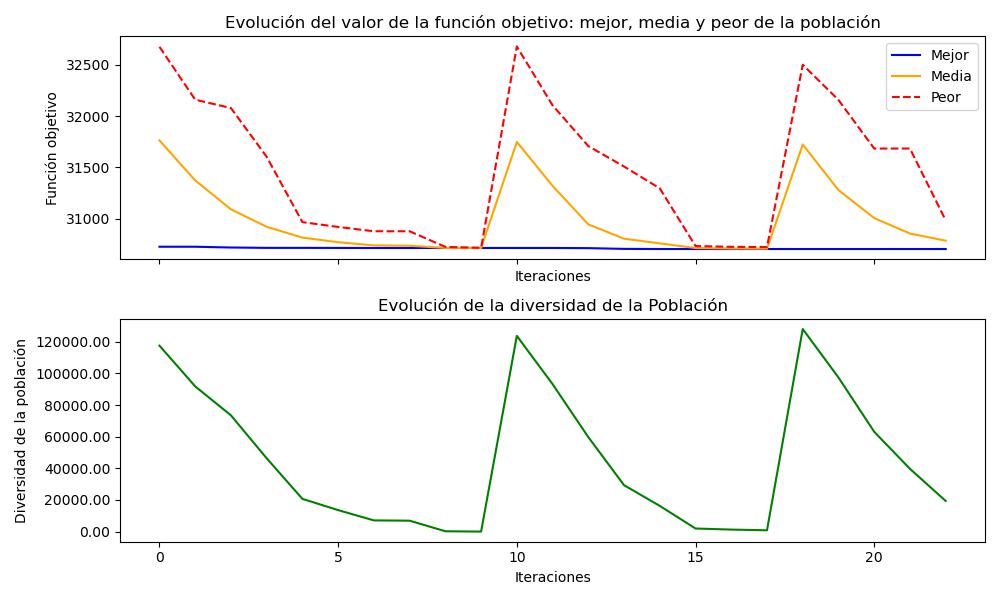 Evolución del valor de la función objetivo: mejor, media y peor de la población
Función objetivo
32500
32000
31500
31000
Mejor
Media
Peor
Iteraciones
Evolución de la diversidad de la Población
Diversidad de la población
120000.00
100000.00
80000.00
60000.00
40000.00
20000.00
0.00
0 5 10 15 20
Iteraciones